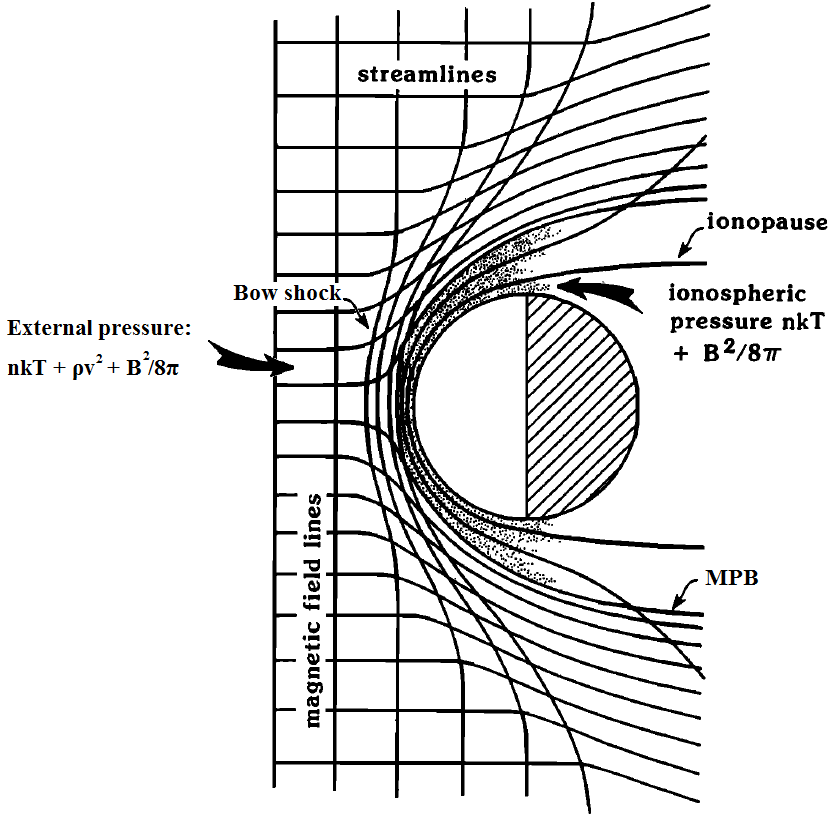 streamlines
ionopause
Bow shock
ionospheric
pressure nkT
+ B²/8π
External pressure:
nkT + ρv² + B²/8π
magnetic field lines
MPB